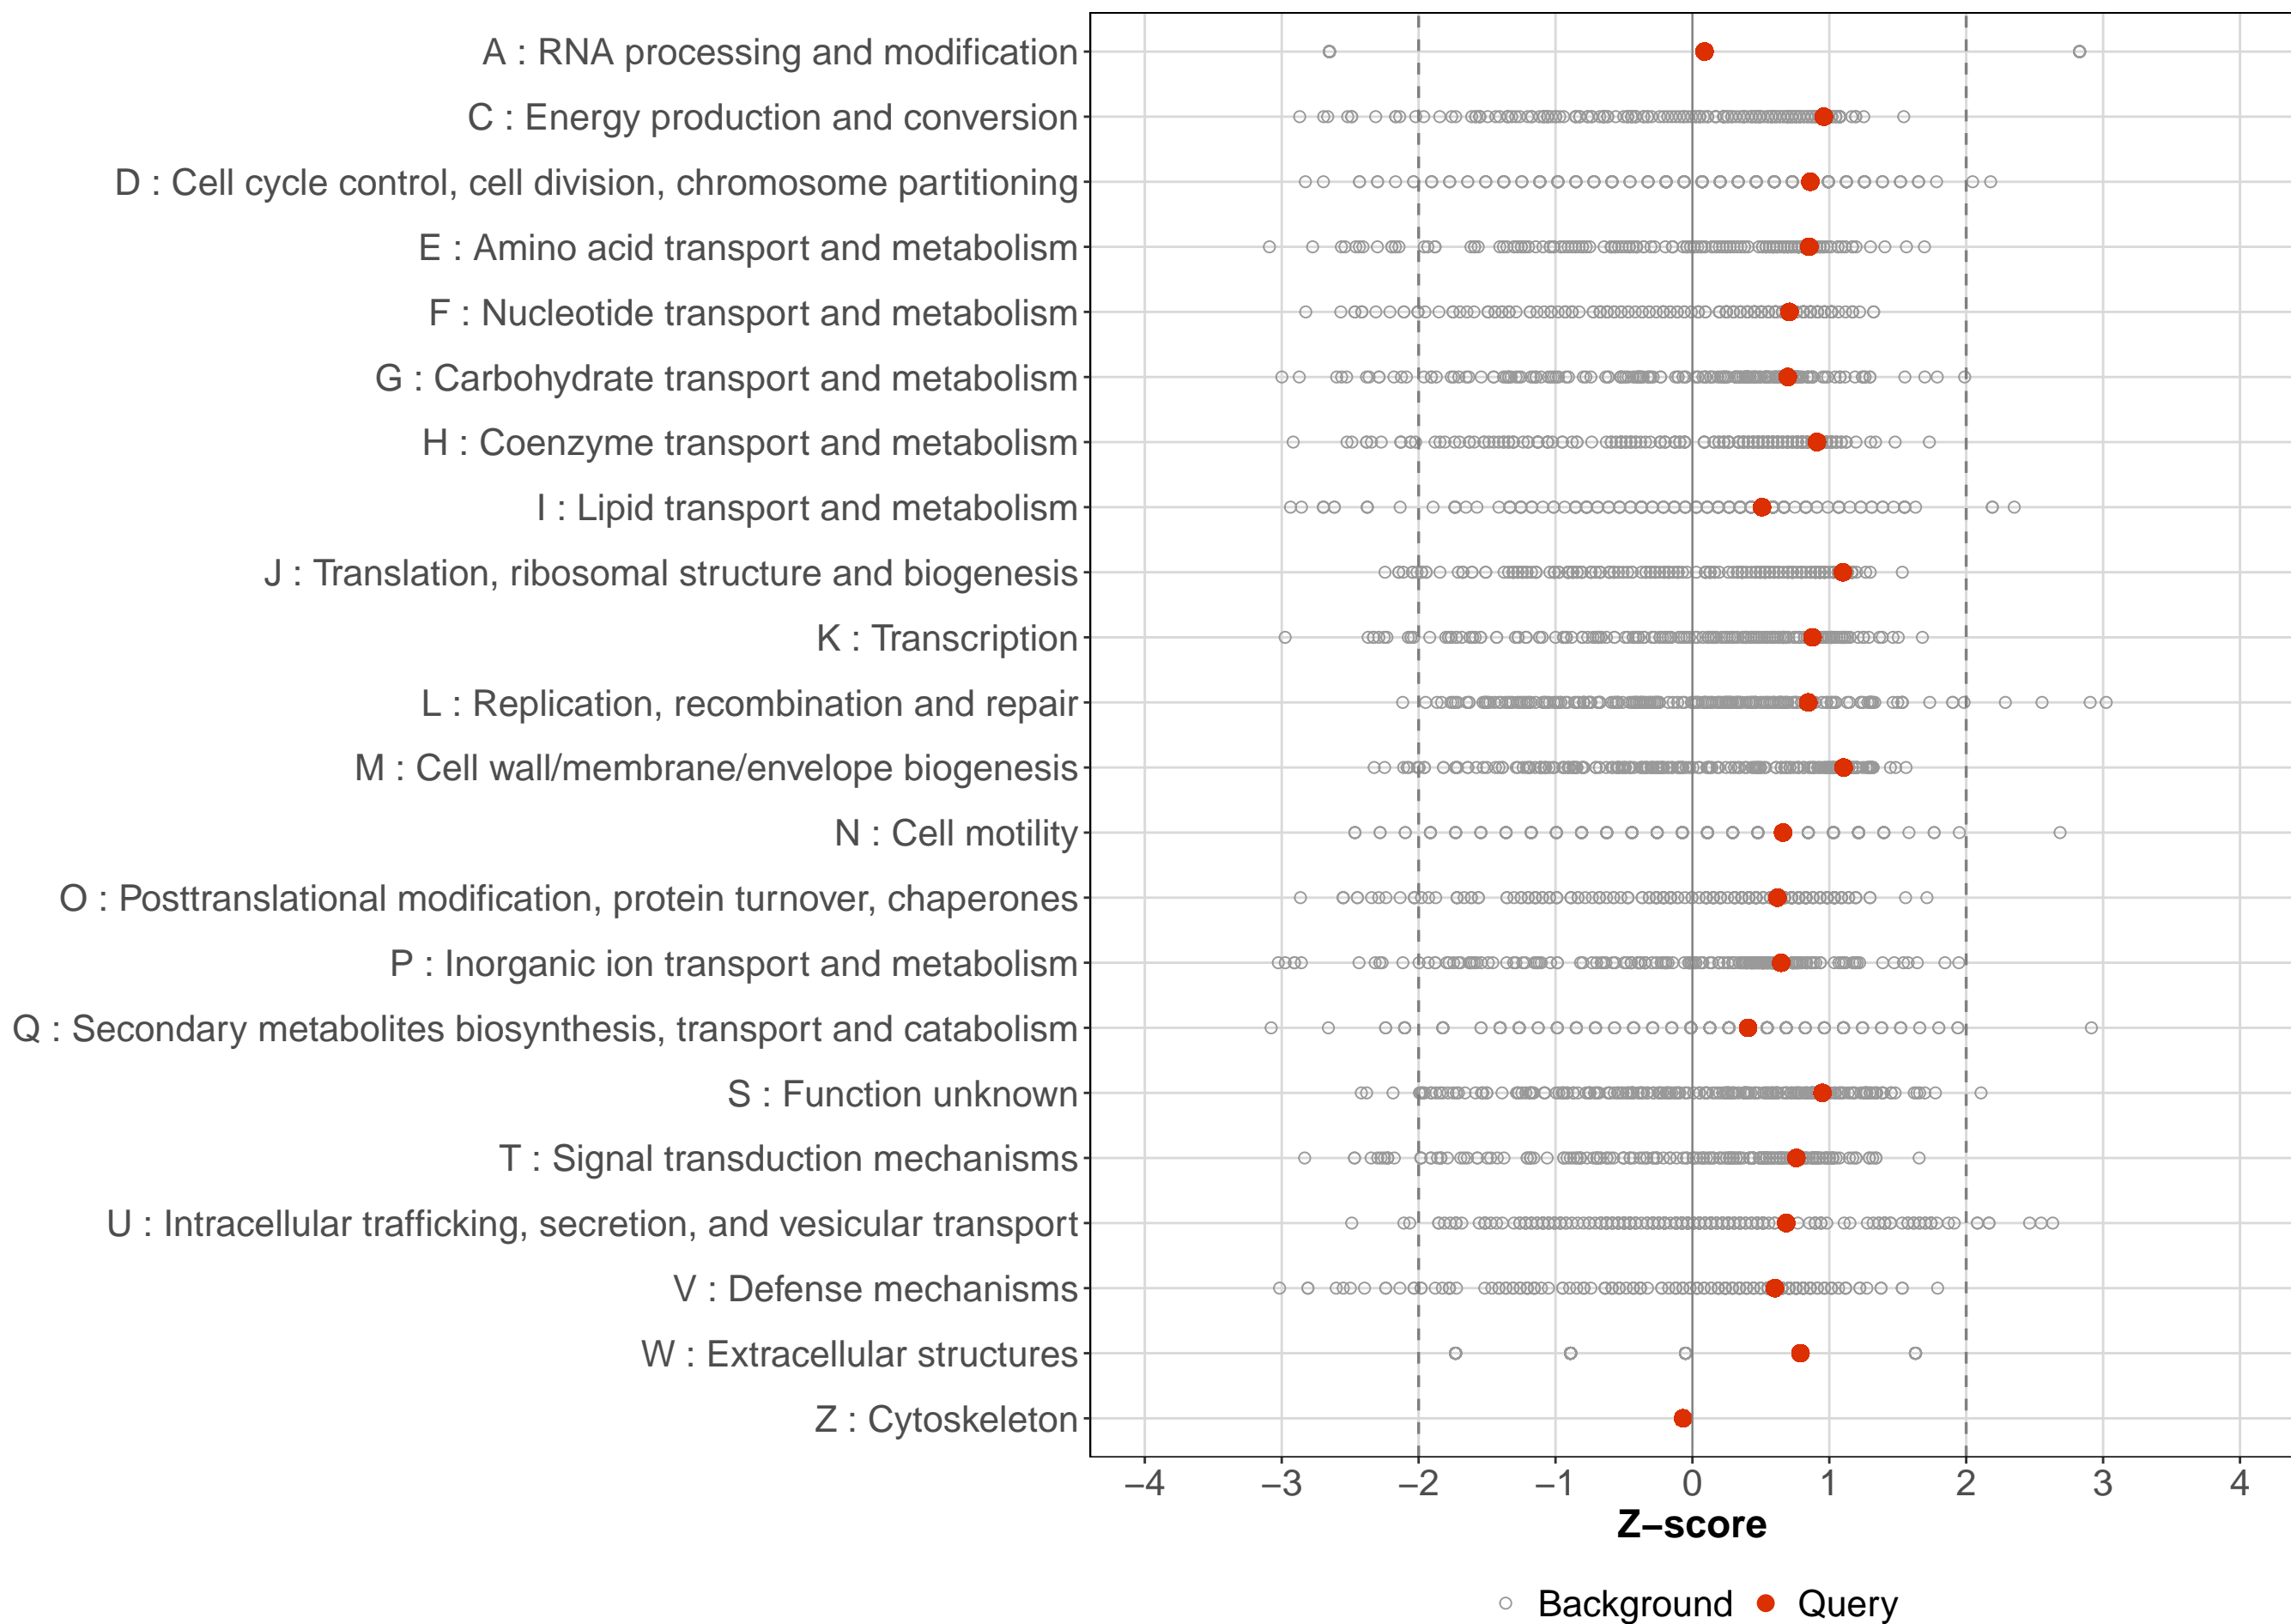 A : RNA processing and modification
C : Energy production and conversion
D : Cell cycle control, cell division, chromosome partitioning
E : Amino acid transport and metabolism
F : Nucleotide transport and metabolism
G : Carbohydrate transport and metabolism
H : Coenzyme transport and metabolism
I : Lipid transport and metabolism
J : Translation, ribosomal structure and biogenesis
K : Transcription
L : Replication, recombination and repair
M : Cell wall/membrane/envelope biogenesis
N : Cell motility
O : Posttranslational modification, protein turnover, chaperones
P : Inorganic ion transport and metabolism
Q : Secondary metabolites biosynthesis, transport and catabolism
S : Function unknown
T : Signal transduction mechanisms
U : Intracellular trafficking, secretion, and vesicular transport
V : Defense mechanisms
W : Extracellular structures
Z : Cytoskeleton
−4 −3 −2 −1 0 1 2 3 4
Z−score
Background Query